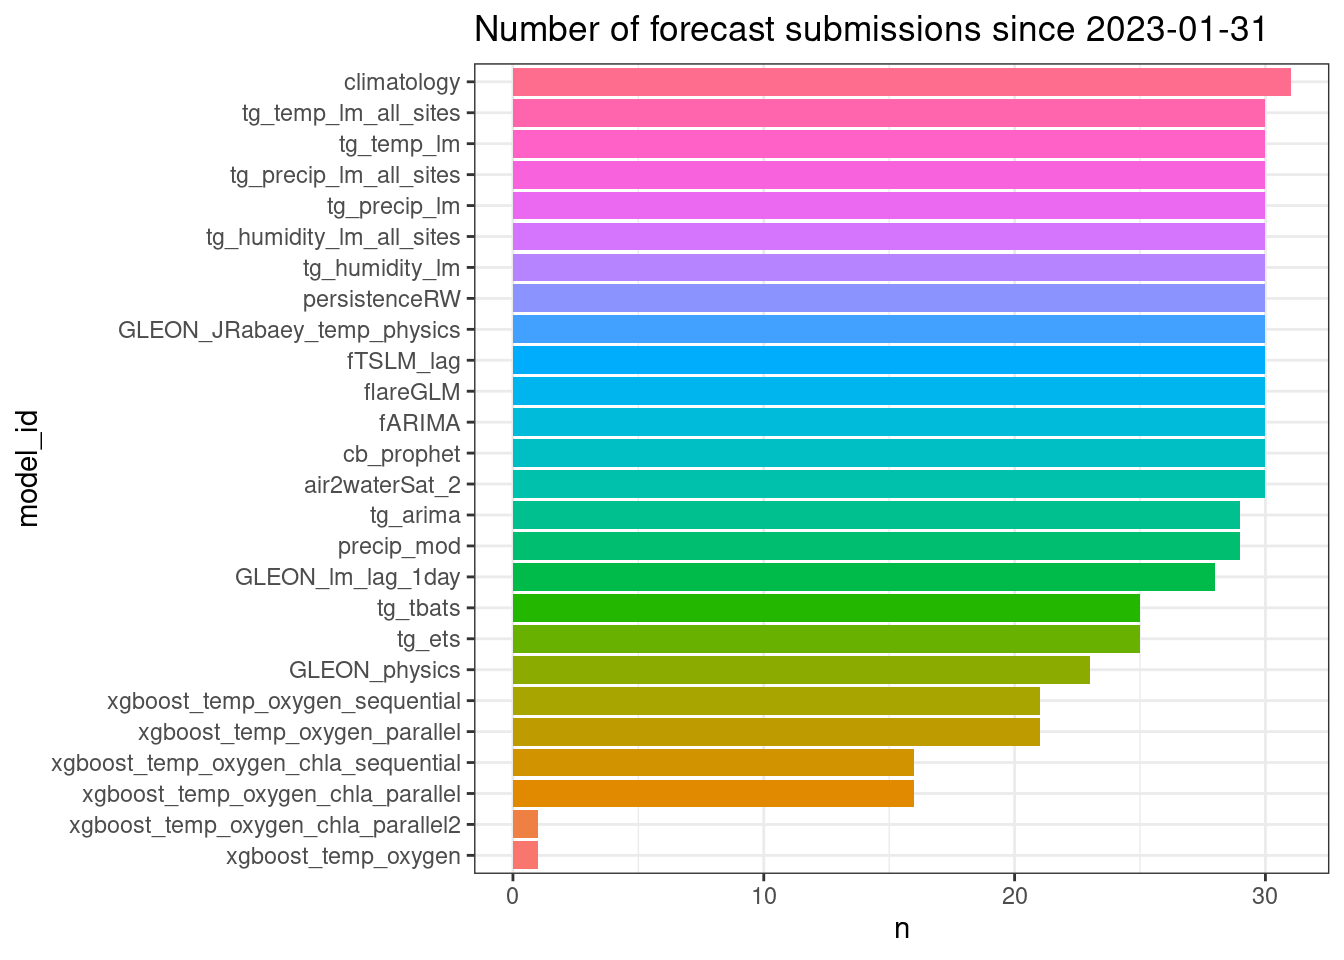 Number of forecast submissions since 2023-01-31
climatology
tg_temp_lm_all_sites
tg_temp_lm
tg_precip_lm_all_sites
tg_precip_lm
tg_humidity_lm_all_sites
tg_humidity_lm
persistenceRW
GLEON_JRabaey_temp_physics
fTSLM_lag
flareGLM
fARIMA
cb_prophet
air2waterSat_2
tg_arima
precip_mod
GLEON_lm_lag_1day
tg_tbats
tg_ets
GLEON_physics
xgboost_temp_oxygen_sequential
xgboost_temp_oxygen_parallel
xgboost_temp_oxygen_chla_sequential
xgboost_temp_oxygen_chla_parallel
xgboost_temp_oxygen_chla_parallel2
xgboost_temp_oxygen
model_id
0 10 20 30
n